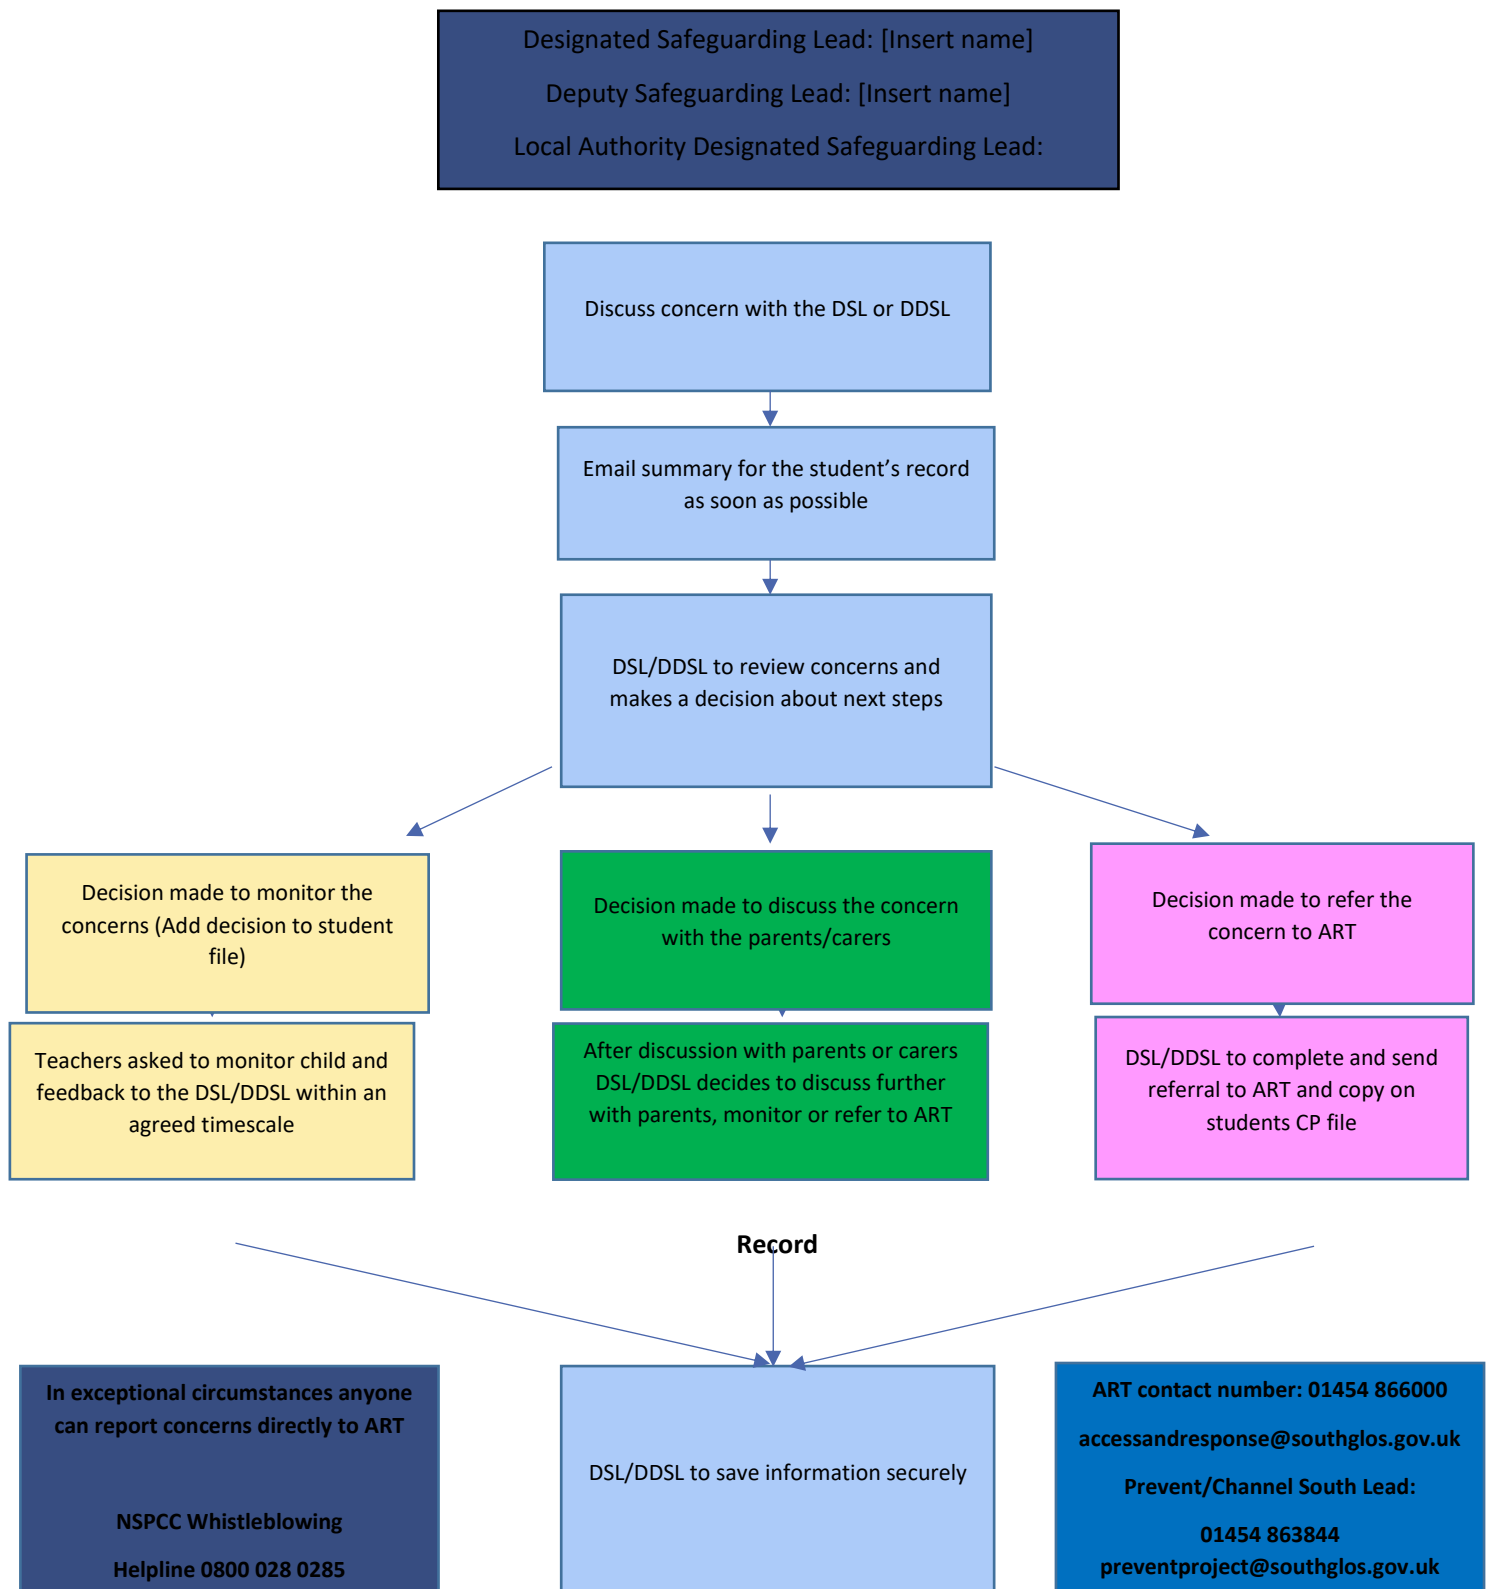 Designated Safeguarding Lead: [Insert name]
Deputy Safeguarding Lead: [Insert name]
Local Authority Designated Safeguarding Lead:
Discuss concern with the DSL or DDSL
Email summary for the student’s record
as soon as possible
DSL/DDSL to review concerns and
makes a decision about next steps
Decision made to monitor the
concerns (Add decision to student
file)
Decision made to discuss the concern
with the parents/carers
Decision made to refer the
concern to ART
Teachers asked to monitor child and
feedback to the DSL/DDSL within an
agreed timescale
After discussion with parents or carers
DSL/DDSL decides to discuss further
with parents, monitor or refer to ART
DSL/DDSL to complete and send
referral to ART and copy on
students CP file
Record
In exceptional circumstances anyone
can report concerns directly to ART
NSPCC Whistleblowing
Helpline 0800 028 0285
DSL/DDSL to save information securely
ART contact number: 01454 866000
accessandresponse@southglos.gov.uk
Prevent/Channel South Lead:
01454 863844
preventproject@southglos.gov.uk